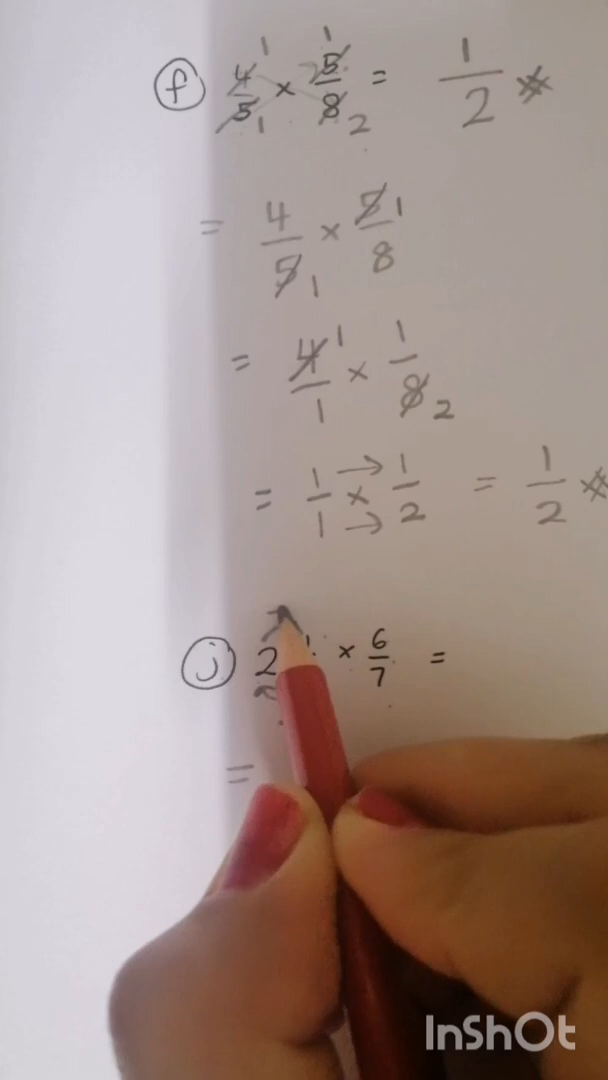 f 4/5 × 5/8 = 1/2
= 4/5 × 5/8
= 4/1 × 1/8
= 1/1 × 1/2 = 1/2
j 2 × 6/7 =
=
InShOt